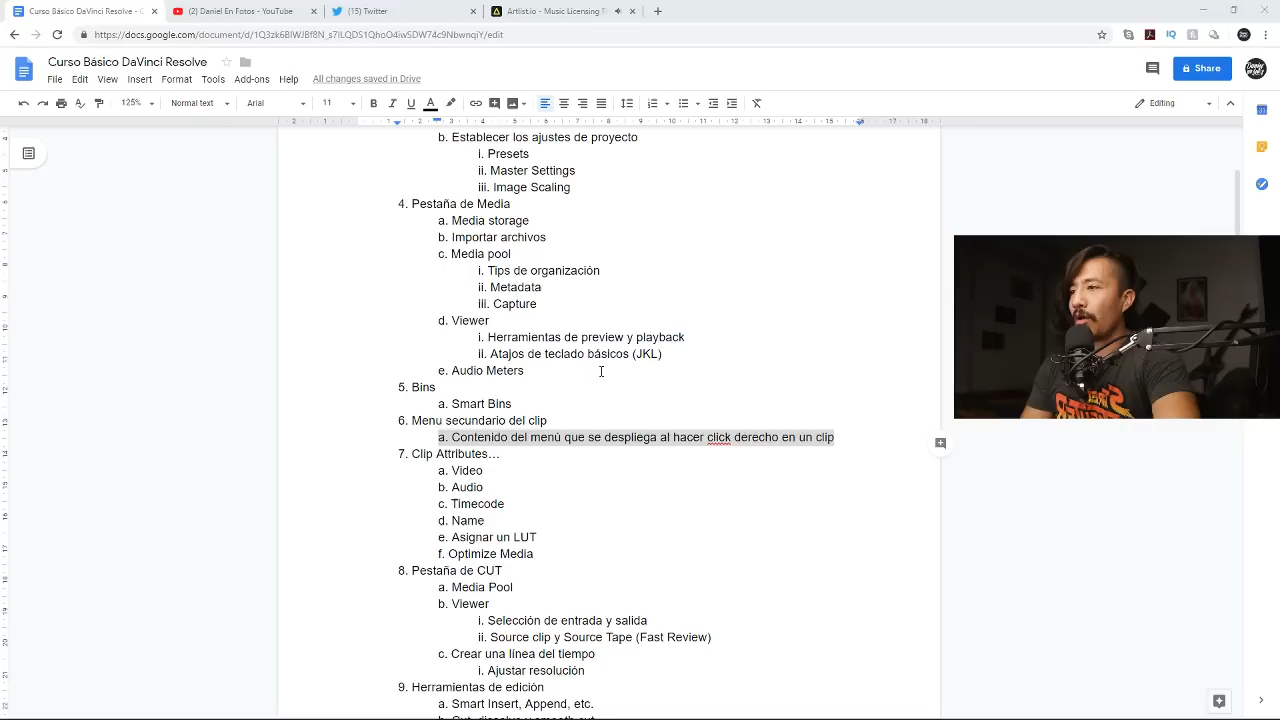 Curso Básico DaVinci Resolve - G
(2) Daniel En Fotos - YouTube
(15) Twitter
Artlist.io - Music Licensing F
https://docs.google.com/document/d/
/edit
Curso Básico DaVinci Resolve
File Edit View Insert Format Tools Add-ons Help All changes saved in Drive
Share
125% Normal text Arial 11
Editing
b. Establecer los ajustes de proyecto
i. Presets
ii. Master Settings
iii. Image Scaling
4. Pestaña de Media
a. Media storage
b. Importar archivos
c. Media pool
i. Tips de organización
ii. Metadata
iii. Capture
d. Viewer
i. Herramientas de preview y playback
ii. Atajos de teclado básicos (JKL)
e. Audio Meters
5. Bins
a. Smart Bins
6. Menu secundario del clip
a. Contenido del menú que se despliega al hacer click derecho en un clip
7. Clip Attributes…
a. Video
b. Audio
c. Timecode
d. Name
e. Asignar un LUT
f. Optimize Media
8. Pestaña de CUT
a. Media Pool
b. Viewer
i. Selección de entrada y salida
ii. Source clip y Source Tape (Fast Review)
c. Crear una línea del tiempo
i. Ajustar resolución
9. Herramientas de edición
a. Smart Insert, Append, etc.